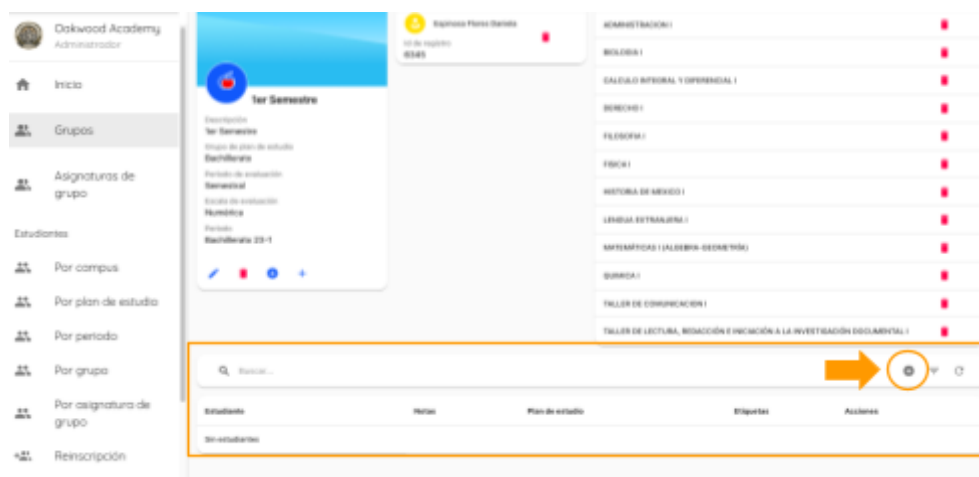 Oakwood Academy
Administrador
Inicio
Grupos
Asignaturas de
grupo
Estudiantes
Por campus
Por plan de estudio
Por periodo
Por grupo
Por asignatura de
grupo
Reinscripción
1er Semestre
Descripción
1er Semestre
Grupo de plan de estudio
Bachillerato
Periodo de evaluación
Semestral
Escala de evaluación
Numérica
Periodo
Bachillerato 23-1
Espinosa Flores Daniela
Id de registro
6345
ADMINISTRACION I
BIOLOGIA I
CALCULO INTEGRAL Y DIFERENCIAL I
DERECHO I
FILOSOFIA I
FISICA I
HISTORIA DE MEXICO I
LENGUA EXTRANJERA I
MATEMÁTICAS I (ALGEBRA-GEOMETRÍA)
QUIMICA I
TALLER DE COMUNICACION I
TALLER DE LECTURA, REDACCIÓN E INICIACIÓN A LA INVESTIGACIÓN DOCUMENTAL I
Buscar...
Estudiante Notas Plan de estudio Etiquetas Acciones
Sin estudiantes